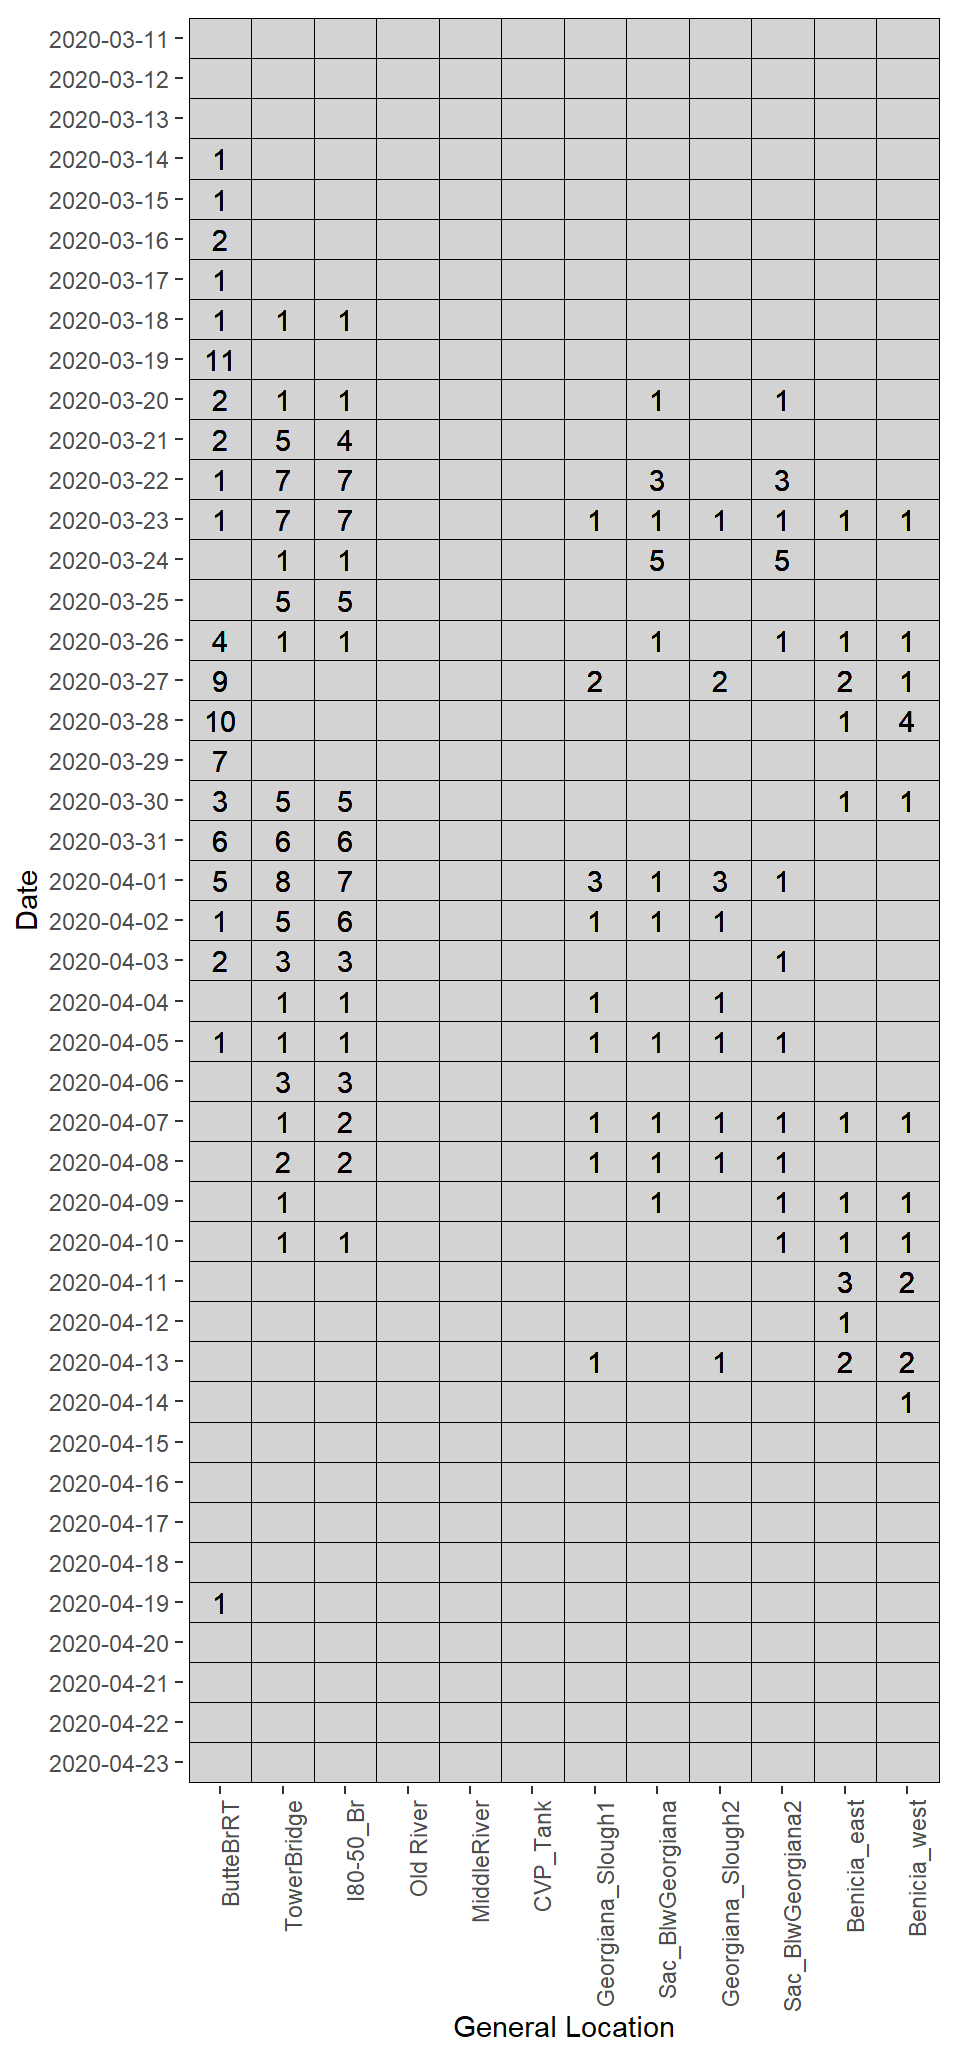 2020-03-11
2020-03-12
2020-03-13
2020-03-14 1
2020-03-15 1
2020-03-16 2
2020-03-17 1
2020-03-18 1 1 1
2020-03-19 11
2020-03-20 2 1 1 1 1
2020-03-21 2 5 4
2020-03-22 1 7 7 3 3
2020-03-23 1 7 7 1 1 1 1 1 1
2020-03-24 1 1 5 5
2020-03-25 5 5
2020-03-26 4 1 1 1 1 1 1
2020-03-27 9 2 2 2 1
2020-03-28 10 1 4
2020-03-29 7
2020-03-30 3 5 5 1 1
2020-03-31 6 6 6
2020-04-01 5 8 7 3 1 3 1
2020-04-02 1 5 6 1 1 1
2020-04-03 2 3 3 1
2020-04-04 1 1 1 1
2020-04-05 1 1 1 1 1 1 1
2020-04-06 3 3
2020-04-07 1 2 1 1 1 1 1 1
2020-04-08 2 2 1 1 1 1
2020-04-09 1 1 1 1 1
2020-04-10 1 1 1 1 1
2020-04-11 3 2
2020-04-12 1
2020-04-13 1 1 2 2
2020-04-14 1
2020-04-15
2020-04-16
2020-04-17
2020-04-18
2020-04-19 1
2020-04-20
2020-04-21
2020-04-22
2020-04-23
Date
ButteBrRT
TowerBridge
I80-50_Br
Old River
MiddleRiver
CVP_Tank
Georgiana_Slough1
Sac_BlwGeorgiana
Georgiana_Slough2
Sac_BlwGeorgiana2
Benicia_east
Benicia_west
General Location